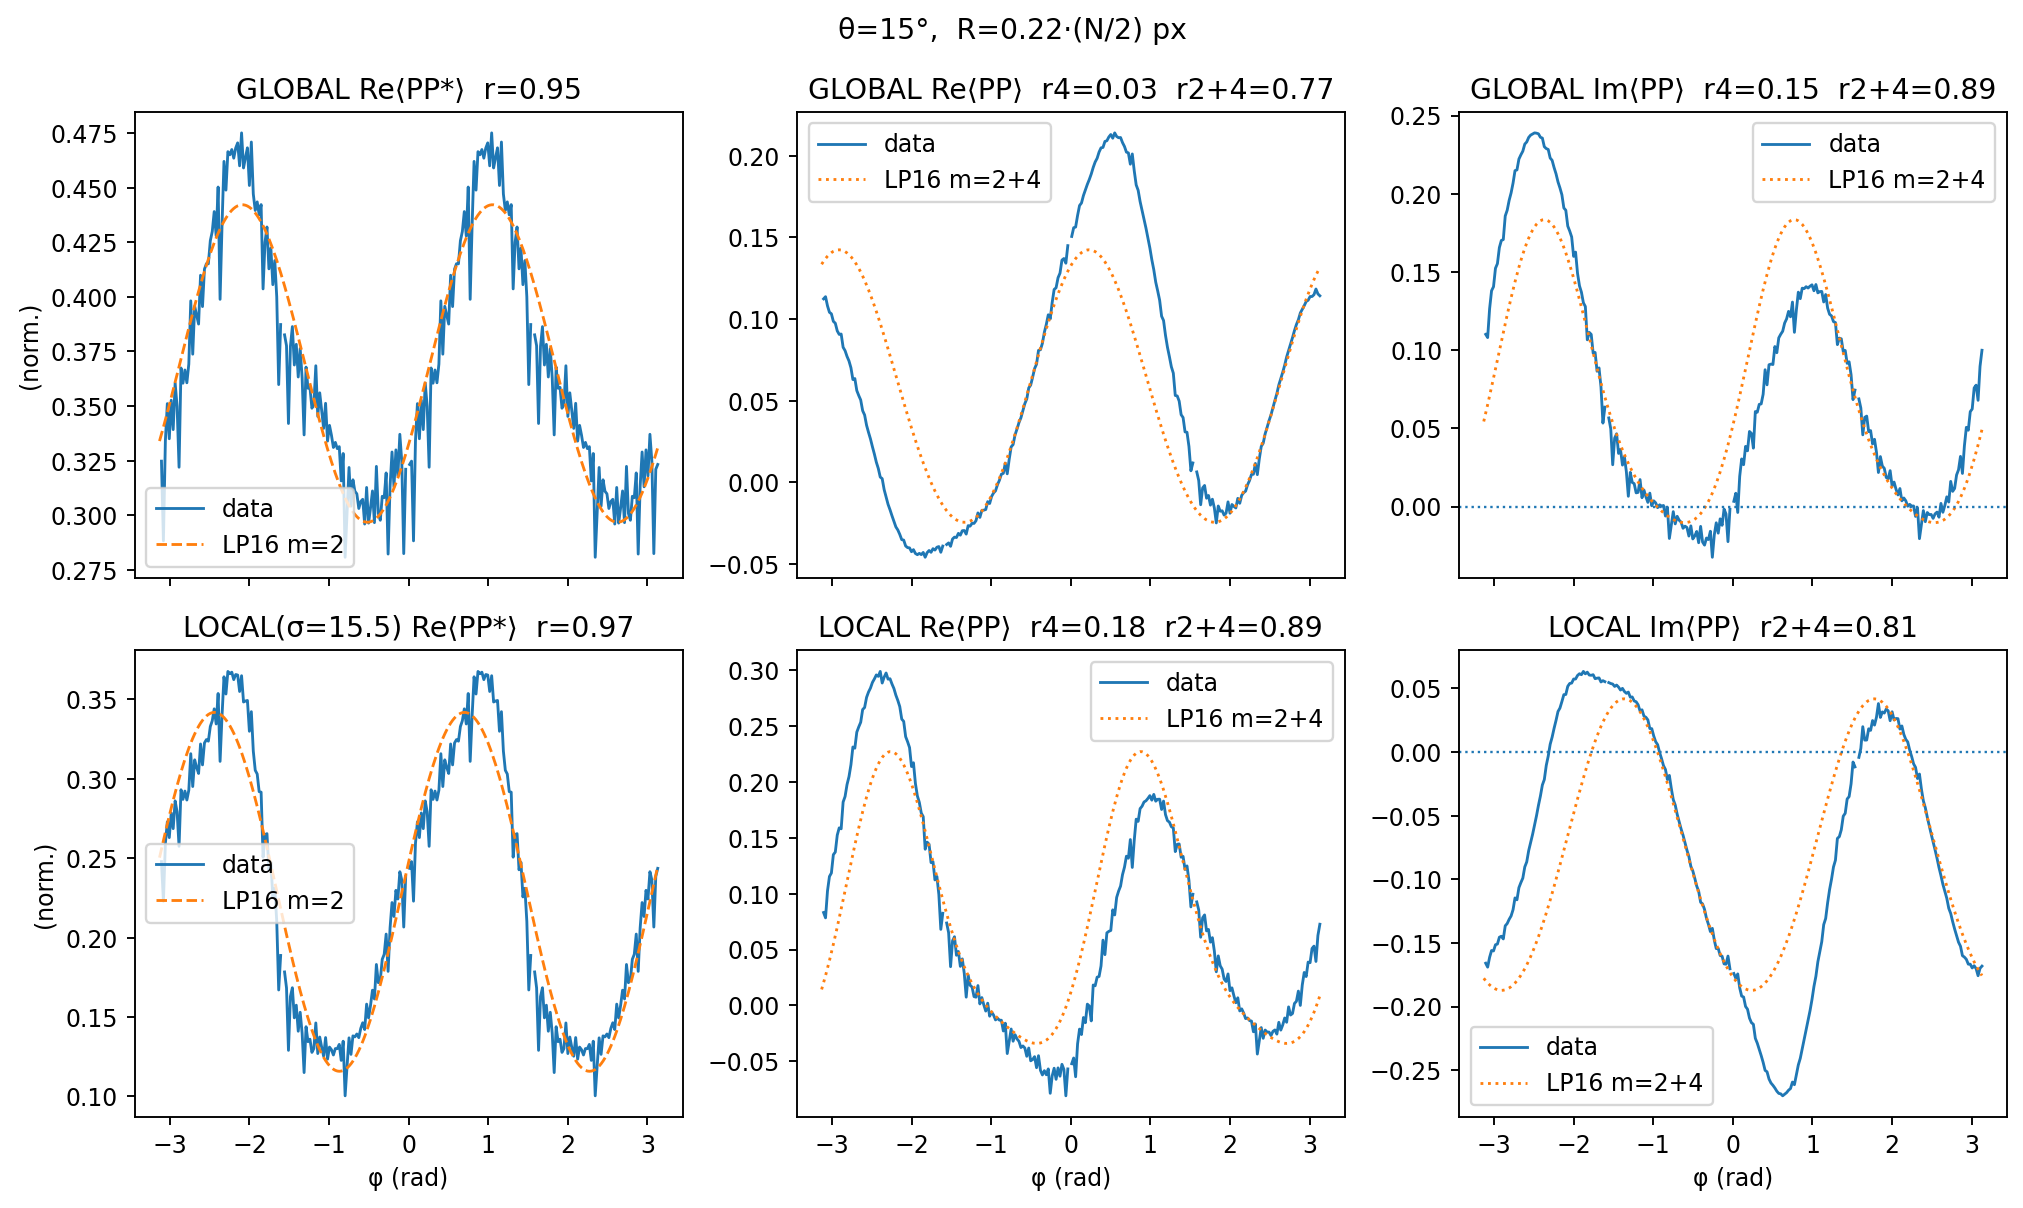 θ=15°,  R=0.22·(N/2) px
GLOBAL Re⟨PP*⟩  r=0.95
GLOBAL Re⟨PP⟩  r4=0.03  r2+4=0.77
GLOBAL Im⟨PP⟩  r4=0.15  r2+4=0.89
(norm.)
0.475
0.450
0.425
0.400
0.375
0.350
0.325
0.300
0.275
data
LP16 m=2
0.20
0.15
0.10
0.05
0.00
−0.05
data
LP16 m=2+4
0.25
0.20
0.15
0.10
0.05
0.00
data
LP16 m=2+4
LOCAL(σ=15.5) Re⟨PP*⟩  r=0.97
LOCAL Re⟨PP⟩  r4=0.18  r2+4=0.89
LOCAL Im⟨PP⟩  r2+4=0.81
(norm.)
0.35
0.30
0.25
0.20
0.15
0.10
data
LP16 m=2
−3 −2 −1 0 1 2 3
φ (rad)
0.30
0.25
0.20
0.15
0.10
0.05
0.00
−0.05
data
LP16 m=2+4
−3 −2 −1 0 1 2 3
φ (rad)
0.05
0.00
−0.05
−0.10
−0.15
−0.20
−0.25
data
LP16 m=2+4
−3 −2 −1 0 1 2 3
φ (rad)